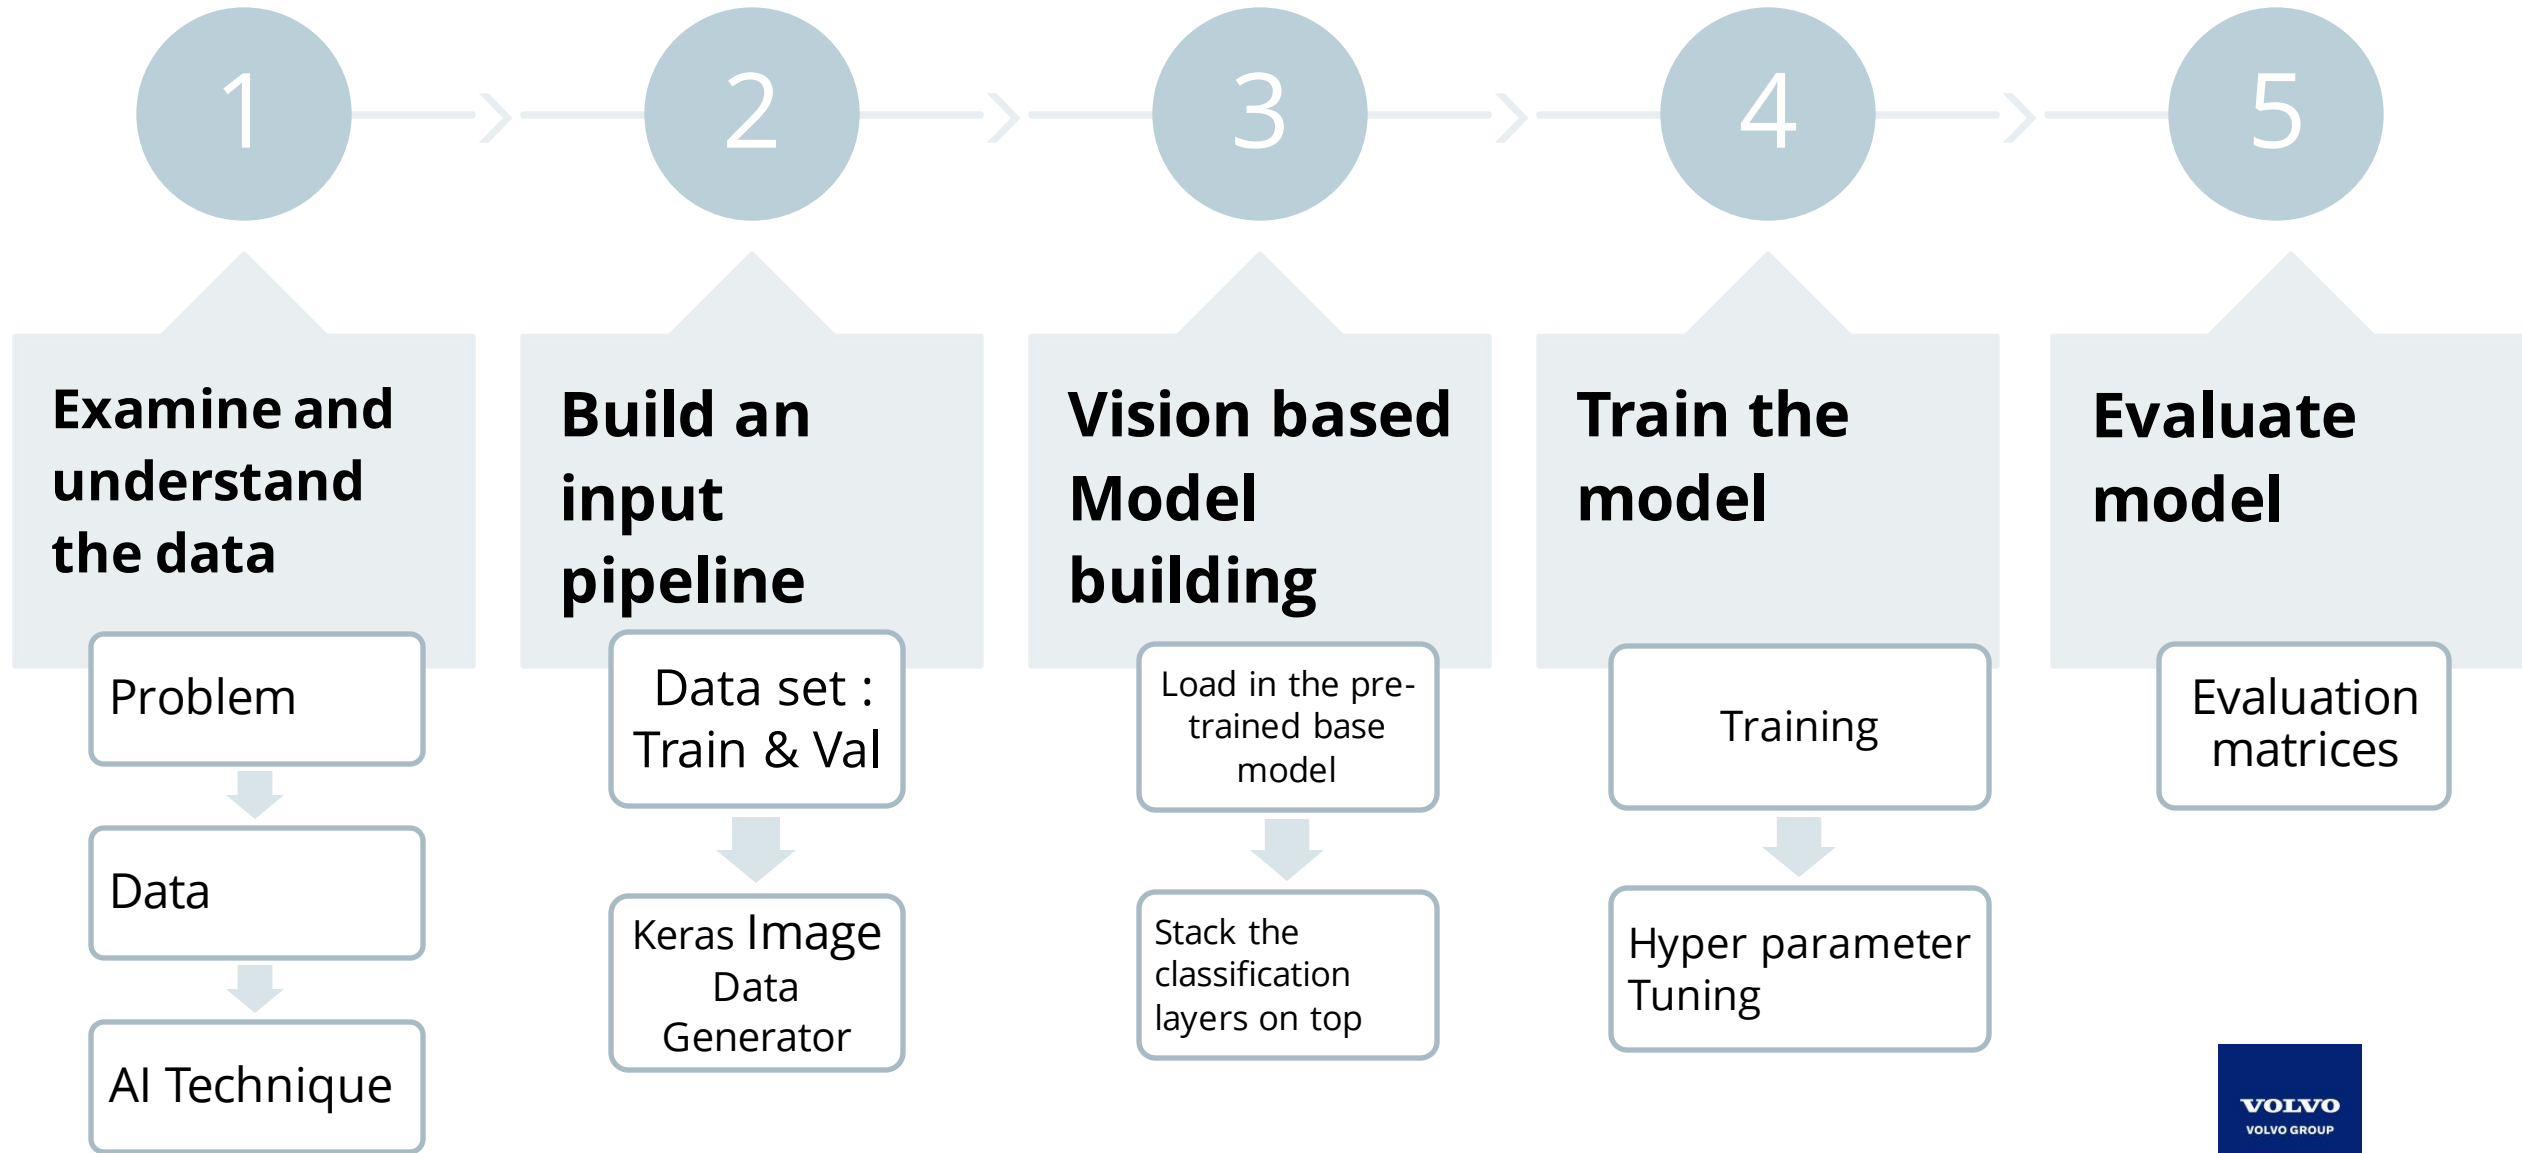 1
2
3
4
5
Examine and
understand
the data
Problem
Data
AI Technique
Build an
input
pipeline
Data set :
Train & Val
Keras Image
Data
Generator
Vision based
Model
building
Load in the pre-
trained base
model
Stack the
classification
layers on top
Train the
model
Training
Hyper parameter
Tuning
Evaluate
model
Evaluation
matrices
VOLVO
VOLVO GROUP